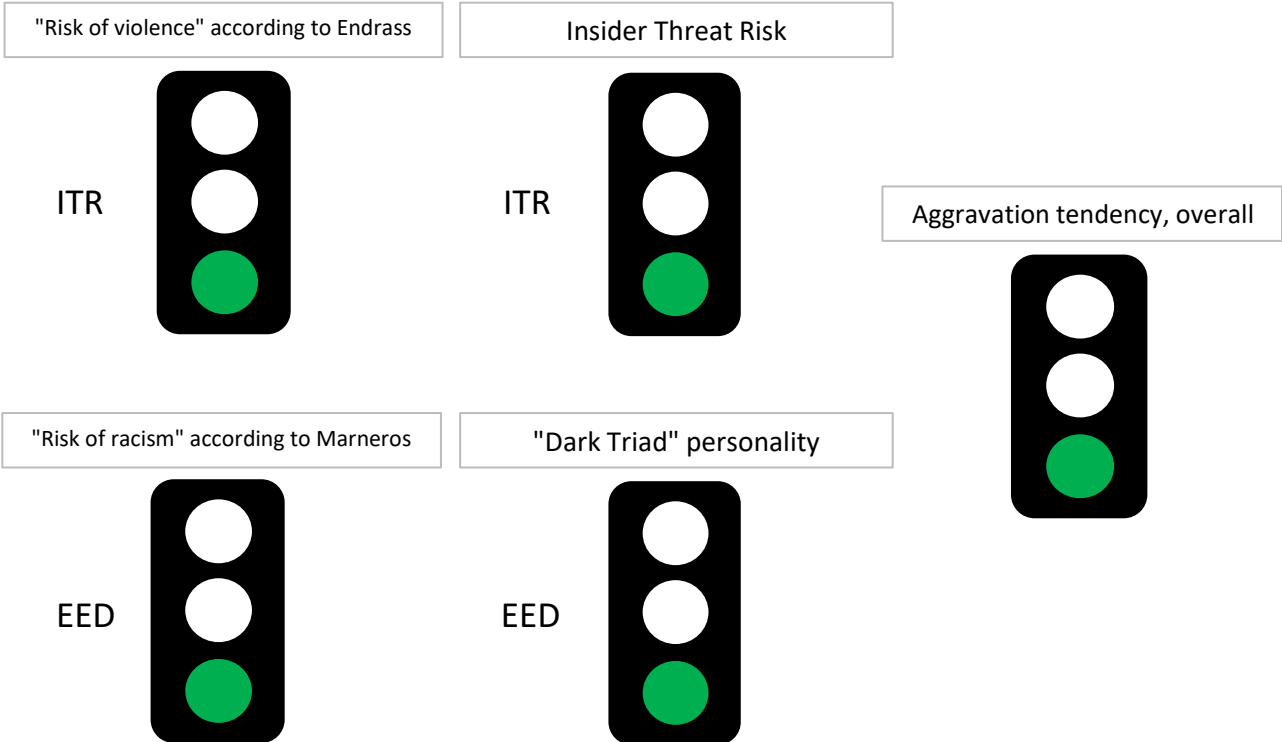 "Risk of violence" according to Endrass
Insider Threat Risk
ITR
ITR
Aggravation tendency, overall
"Risk of racism" according to Marneros
"Dark Triad" personality
EED
EED